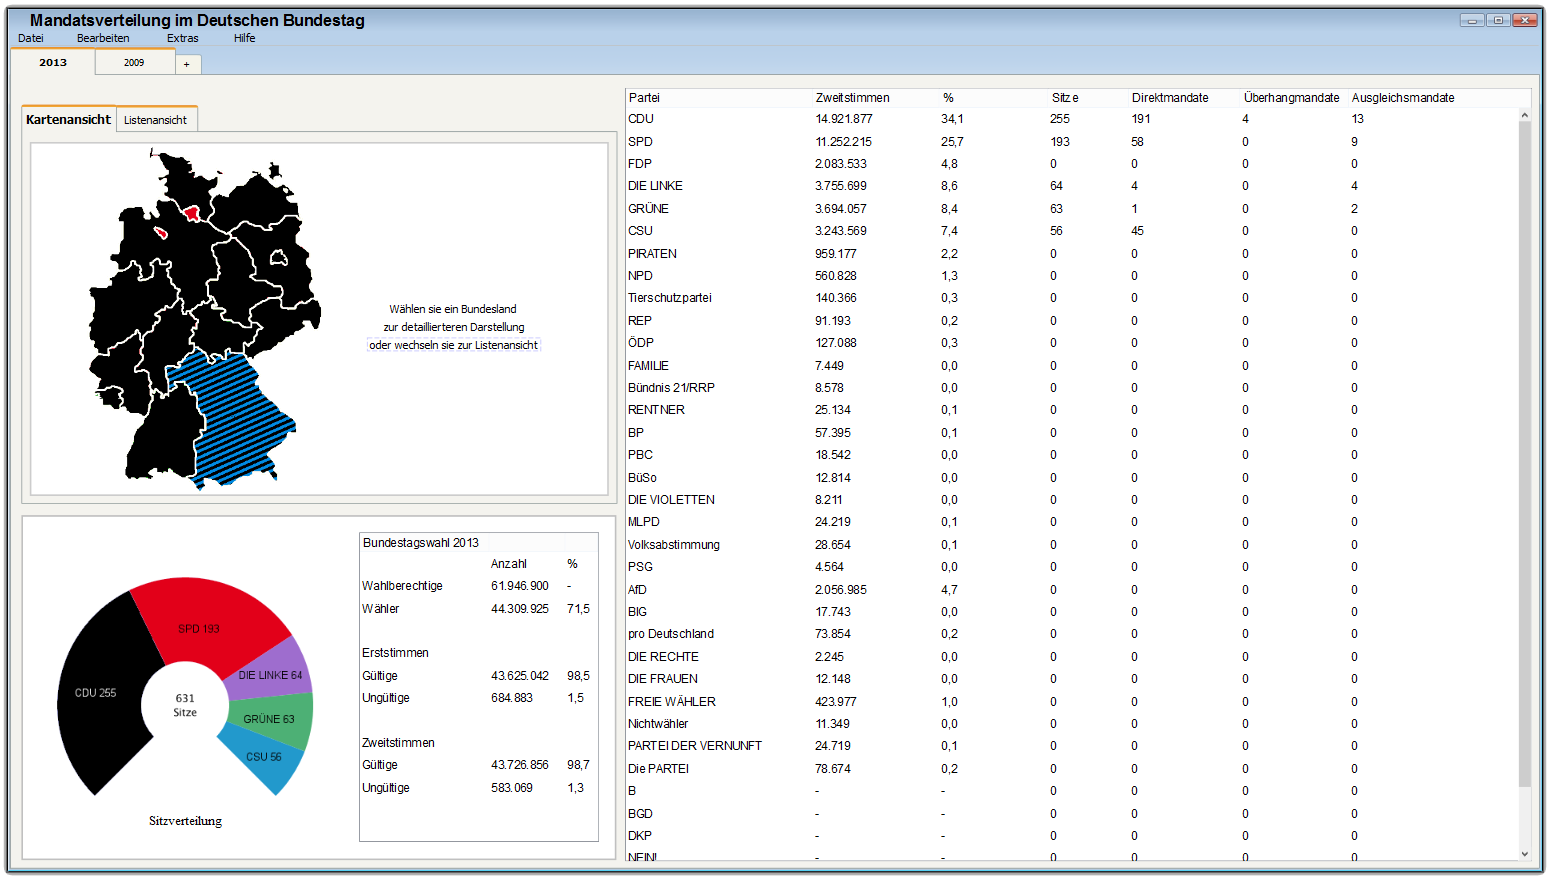 Mandatsverteilung im Deutschen Bundestag
Datei Bearbeiten Extras Hilfe
2013 2009 +
Kartenansicht Listenansicht
Wählen sie ein Bundesland
zur detaillierteren Darstellung
oder wechseln sie zur Listenansicht
CDU 255
SPD 193
DIE LINKE 64
GRÜNE 63
CSU 56
631
Sitze
Sitzverteilung
Bundestagswahl 2013
Anzahl %
Wahlberechtige 61.946.900 -
Wähler 44.309.925 71,5
Erststimmen
Gültige 43.625.042 98,5
Ungültige 684.883 1,5
Zweitstimmen
Gültige 43.726.856 98,7
Ungültige 583.069 1,3
Partei Zweitstimmen % Sitze Direktmandate Überhangmandate Ausgleichsmandate
CDU 14.921.877 34,1 255 191 4 13
SPD 11.252.215 25,7 193 58 0 9
FDP 2.083.533 4,8 0 0 0 0
DIE LINKE 3.755.699 8,6 64 4 0 4
GRÜNE 3.694.057 8,4 63 1 0 2
CSU 3.243.569 7,4 56 45 0 0
PIRATEN 959.177 2,2 0 0 0 0
NPD 560.828 1,3 0 0 0 0
Tierschutzpartei 140.366 0,3 0 0 0 0
REP 91.193 0,2 0 0 0 0
ÖDP 127.088 0,3 0 0 0 0
FAMILIE 7.449 0,0 0 0 0 0
Bündnis 21/RRP 8.578 0,0 0 0 0 0
RENTNER 25.134 0,1 0 0 0 0
BP 57.395 0,1 0 0 0 0
PBC 18.542 0,0 0 0 0 0
BüSo 12.814 0,0 0 0 0 0
DIE VIOLETTEN 8.211 0,0 0 0 0 0
MLPD 24.219 0,1 0 0 0 0
Volksabstimmung 28.654 0,1 0 0 0 0
PSG 4.564 0,0 0 0 0 0
AfD 2.056.985 4,7 0 0 0 0
BIG 17.743 0,0 0 0 0 0
pro Deutschland 73.854 0,2 0 0 0 0
DIE RECHTE 2.245 0,0 0 0 0 0
DIE FRAUEN 12.148 0,0 0 0 0 0
FREIE WÄHLER 423.977 1,0 0 0 0 0
Nichtwähler 11.349 0,0 0 0 0 0
PARTEI DER VERNUNFT 24.719 0,1 0 0 0 0
Die PARTEI 78.674 0,2 0 0 0 0
B - - 0 0 0 0
BGD - - 0 0 0 0
DKP - - 0 0 0 0
NEIN! - - 0 0 0 0